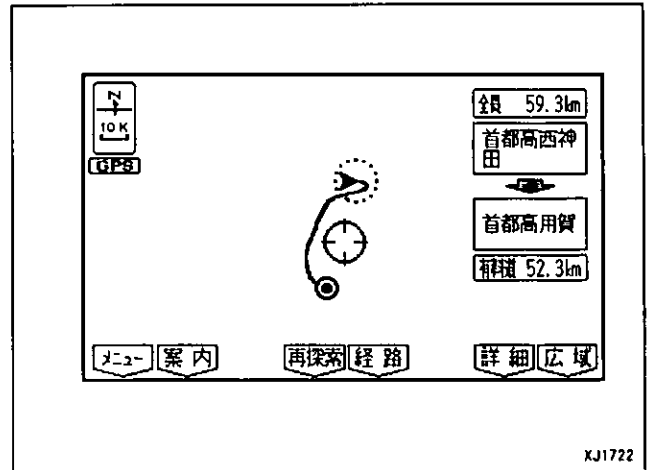 N
10K
GPS
全長 59.3km
首都高西神
田
首都高用賀
有料道 52.3km
メニュー 案内 再探索 経路 詳細 広域
XJ1722